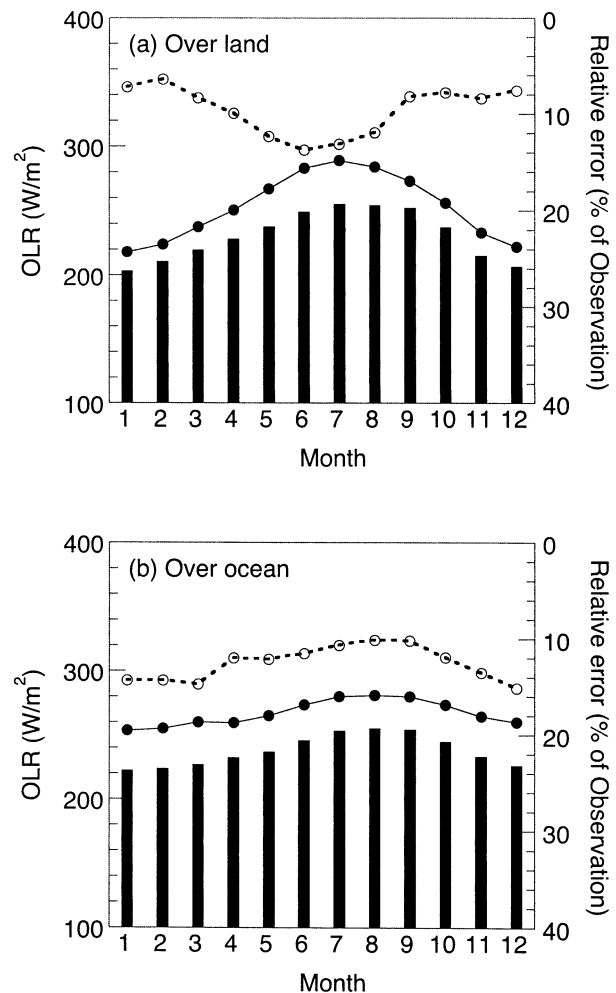 (a) Over land
400
300
200
100
OLR (W/m²)
0
10
20
30
40
Relative error (% of Observation)
1 2 3 4 5 6 7 8 9 10 11 12
Month
(b) Over ocean
400
300
200
100
OLR (W/m²)
0
10
20
30
40
Relative error (% of Observation)
1 2 3 4 5 6 7 8 9 10 11 12
Month